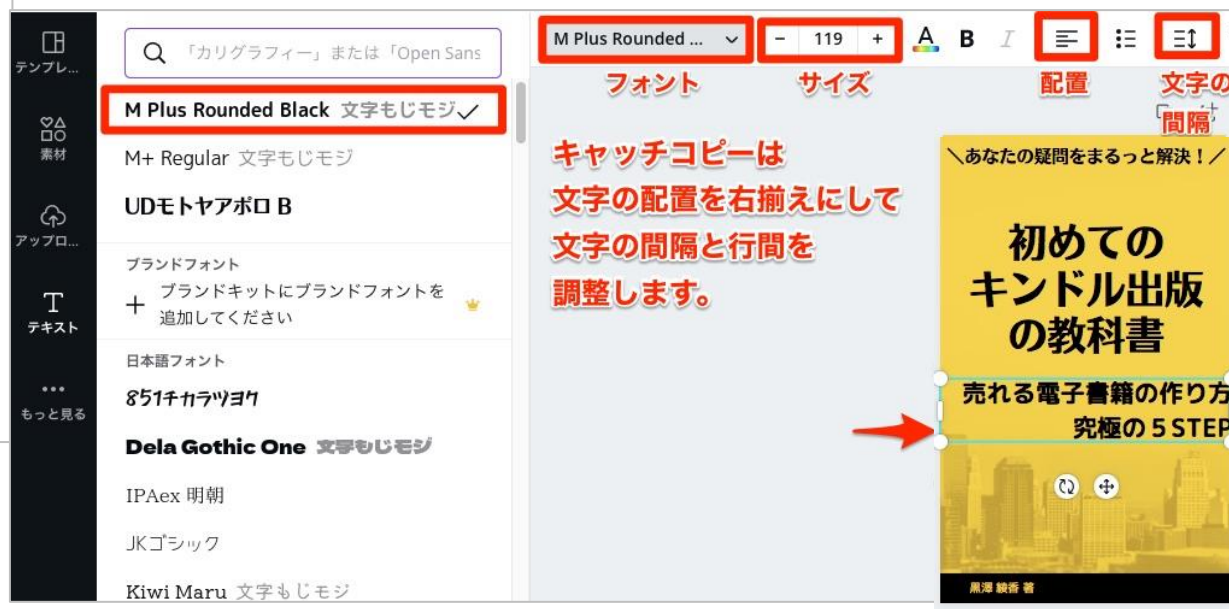 テンプレ...
素材
アップロ...
テキスト
もっと見る
「カリグラフィー」または「Open Sans
M Plus Rounded Black 文字もじモジ
M+ Regular 文字もじモジ
UDモトヤアポロ B
ブランドフォント
ブランドキットにブランドフォントを
追加してください
日本語フォント
851チカラヅヨク
Dela Gothic One 文字もじモジ
IPAex 明朝
JKゴシック
Kiwi Maru 文字もじモジ
M Plus Rounded ...
− 119 +
A B I
フォント
サイズ
配置
文字の
間隔
キャッチコピーは
文字の配置を右揃えにして
文字の間隔と行間を
調整します。
\あなたの疑問をまるっと解決！/
初めての
キンドル出版
の教科書
売れる電子書籍の作り方
究極の５STEP
黒澤 綾香 著